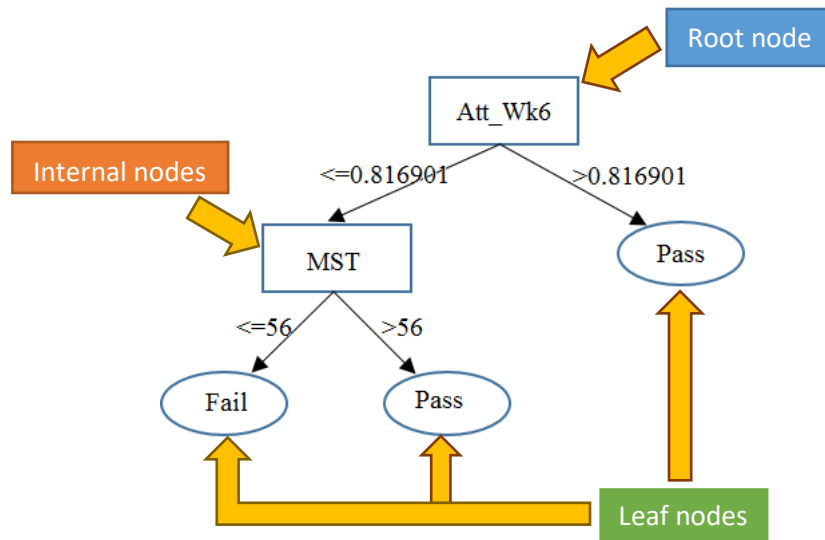 Root node
Att_Wk6
Internal nodes
<=0.816901
>0.816901
MST
Pass
<=56
>56
Fail
Pass
Leaf nodes